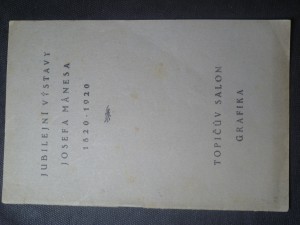 JUBILEJNÍ VÝSTAVY
JOSEFA MÁNESA
1820-1920
TOPIČŮV SALON
GRAFIKA